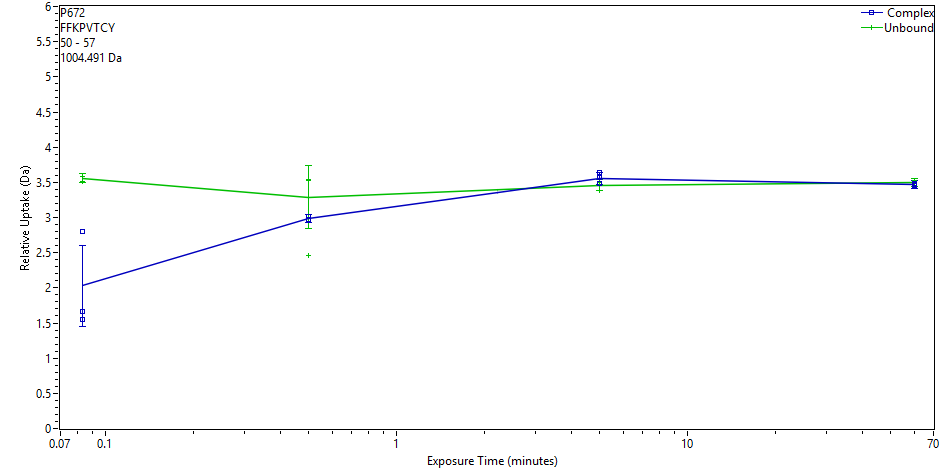 P672
FFKPVTCY
50 - 57
1004.491 Da
Complex
Unbound
6
5.5
5
4.5
4
3.5
3
2.5
2
1.5
1
0.5
0
Relative Uptake (Da)
0.07
0.1
1
10
70
Exposure Time (minutes)